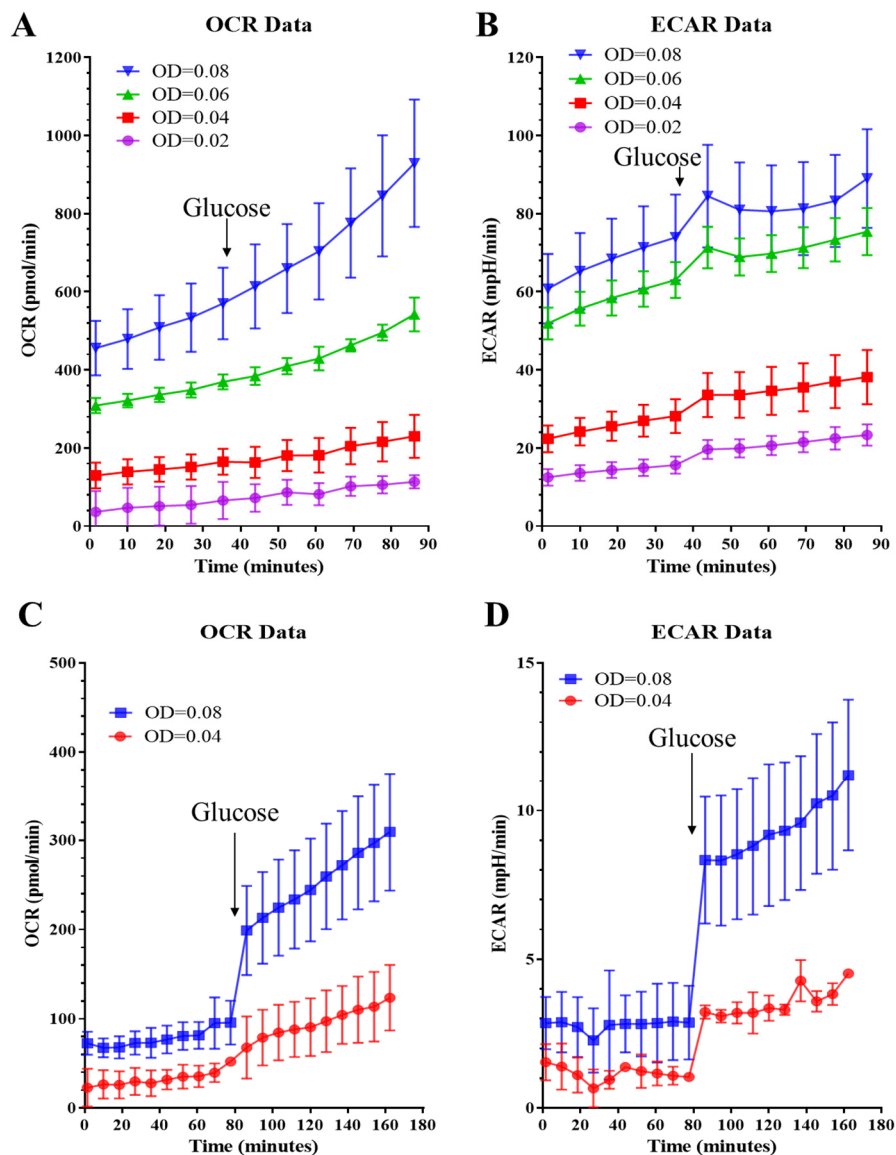 A
OCR Data
1200
1000
800
600
400
200
0
OCR (pmol/min)
OD=0.08
OD=0.06
OD=0.04
OD=0.02
Glucose
0 10 20 30 40 50 60 70 80 90
Time (minutes)
B
ECAR Data
120
100
80
60
40
20
0
ECAR (mpH/min)
OD=0.08
OD=0.06
OD=0.04
OD=0.02
Glucose
0 10 20 30 40 50 60 70 80 90
Time (minutes)
C
OCR Data
500
400
300
200
100
0
OCR (pmol/min)
OD=0.08
OD=0.04
Glucose
0 20 40 60 80 100 120 140 160 180
Time (minutes)
D
ECAR Data
15
10
5
0
ECAR (mpH/min)
OD=0.08
OD=0.04
Glucose
0 20 40 60 80 100 120 140 160 180
Time (minutes)